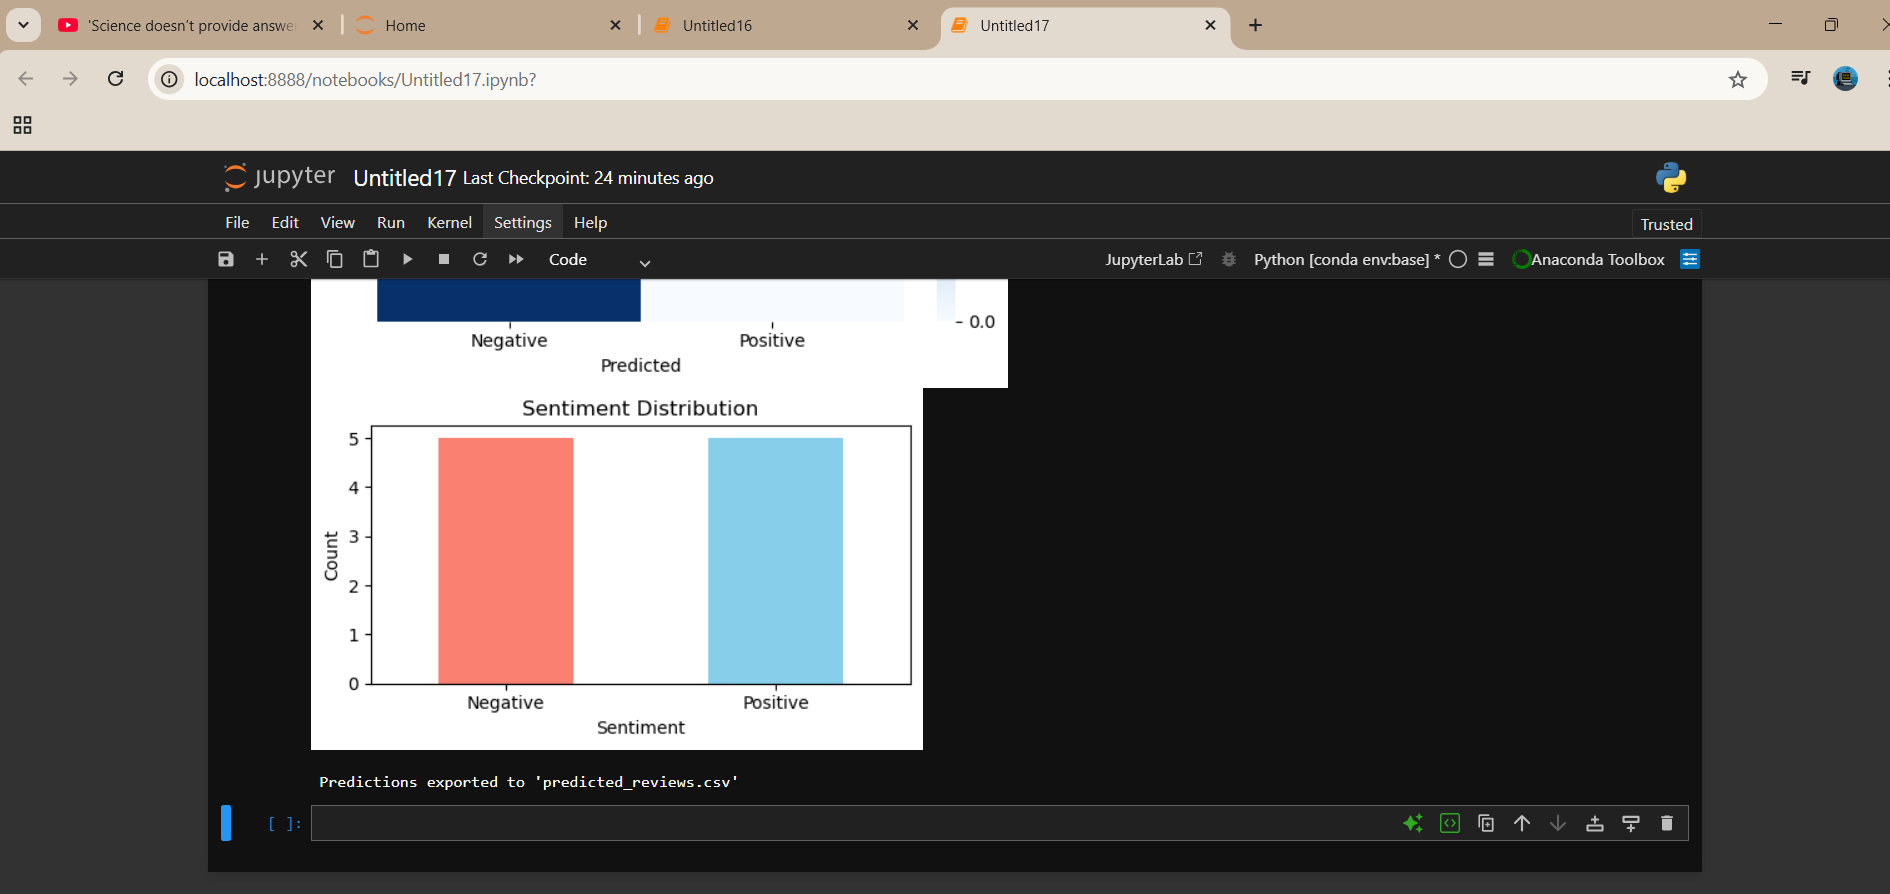 'Science doesn't provide answe
Home
Untitled16
Untitled17
localhost:8888/notebooks/Untitled17.ipynb?
jupyter Untitled17 Last Checkpoint: 24 minutes ago
File Edit View Run Kernel Settings Help
Trusted
Code
JupyterLab
Python [conda env:base] *
Anaconda Toolbox
0.0
Negative Positive
Predicted
Sentiment Distribution
5
4
3
2
1
0
Count
Negative Positive
Sentiment
Predictions exported to 'predicted_reviews.csv'
[ ]: